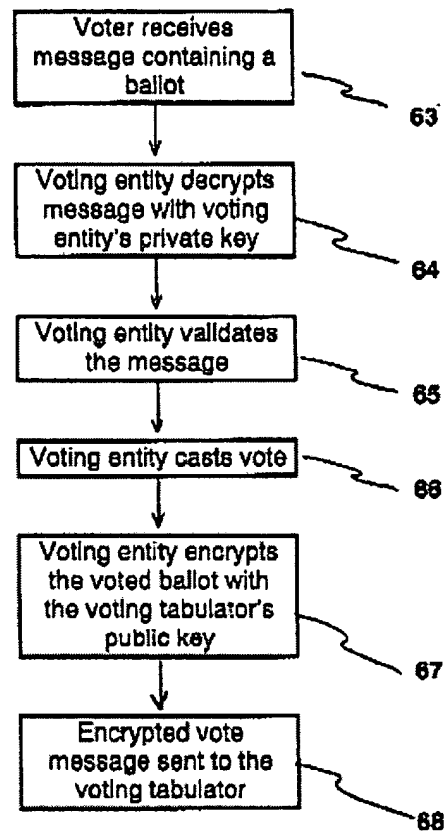 Voter receives
message containing a
ballot
63
Voting entity decrypts
message with voting
entity's private key
64
Voting entity validates
the message
65
Voting entity casts vote
66
Voting entity encrypts
the voted ballot with
the voting tabulator's
public key
67
Encrypted vote
message sent to the
voting tabulator
68